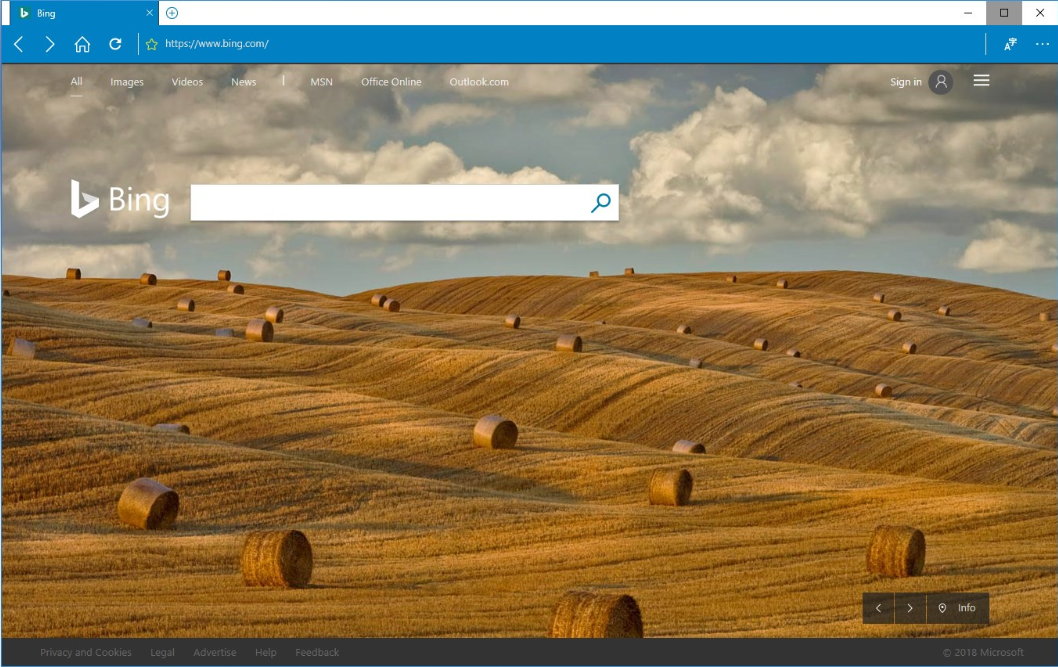 Bing
https://www.bing.com/
All Images Videos News | MSN Office Online Outlook.com Sign in
Bing
Info
Privacy and Cookies Legal Advertise Help Feedback © 2018 Microsoft